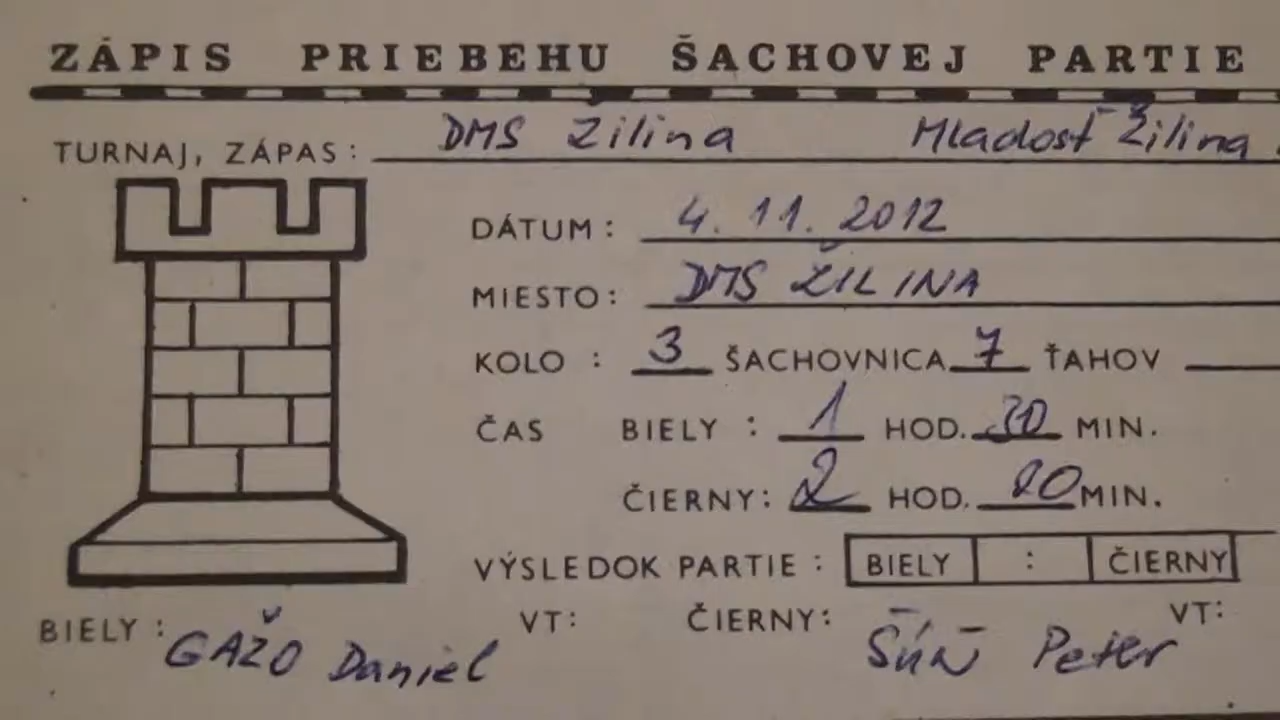 ZÁPIS PRIEBEHU ŠACHOVEJ PARTIE
TURNAJ, ZÁPAS: DMS Žilina Mladosť Žilina
DÁTUM: 4. 11. 2012
MIESTO: DMS ŽILINA
KOLO: 3 ŠACHOVNICA 7 ŤAHOV
ČAS BIELY: 1 HOD. 30 MIN.
ČIERNY: 2 HOD. 20 MIN.
VÝSLEDOK PARTIE: BIELY : ČIERNY
BIELY: GAŽO Daniel VT: ČIERNY: Šúň Peter VT: